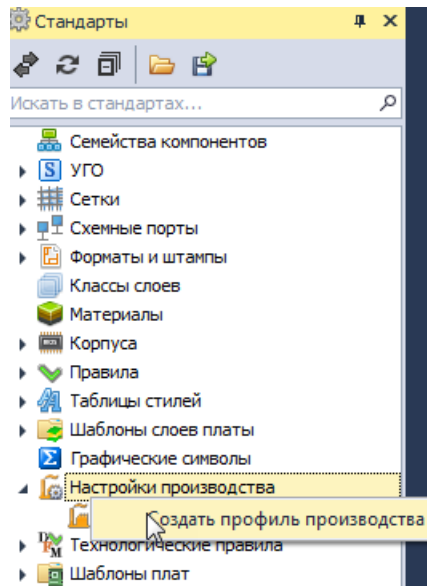 Стандарты
Искать в стандартах...
Семейства компонентов
УГО
Сетки
Схемные порты
Форматы и штампы
Классы слоев
Материалы
Корпуса
Правила
Таблицы стилей
Шаблоны слоев платы
Графические символы
Настройки производства
Создать профиль производства
Технологические правила
Шаблоны плат